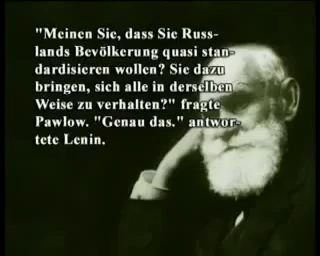 "Meinen Sie, dass Sie Russ-
lands Bevölkerung quasi stan-
dardisieren wollen? Sie dazu
bringen, sich alle in derselben
Weise zu verhalten?" fragte
Pawlow. "Genau das." antwor-
tete Lenin.